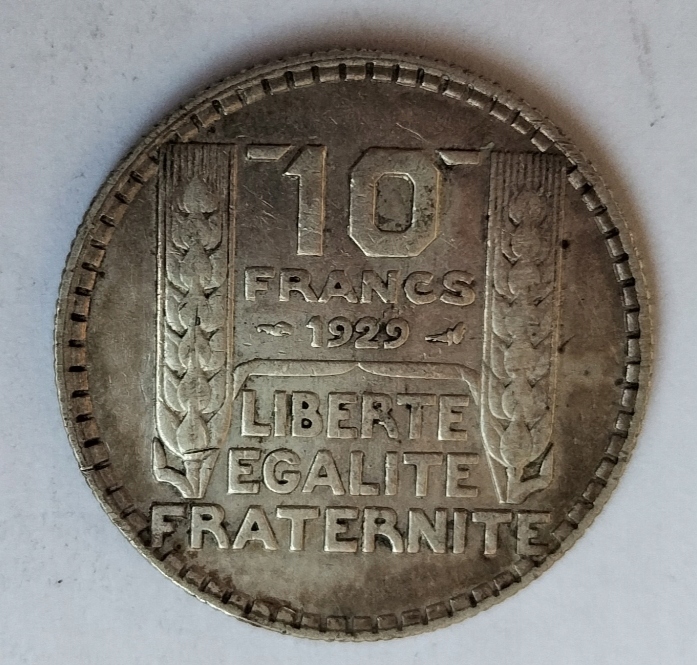 10
FRANCS
1929
LIBERTE
EGALITE
FRATERNITE